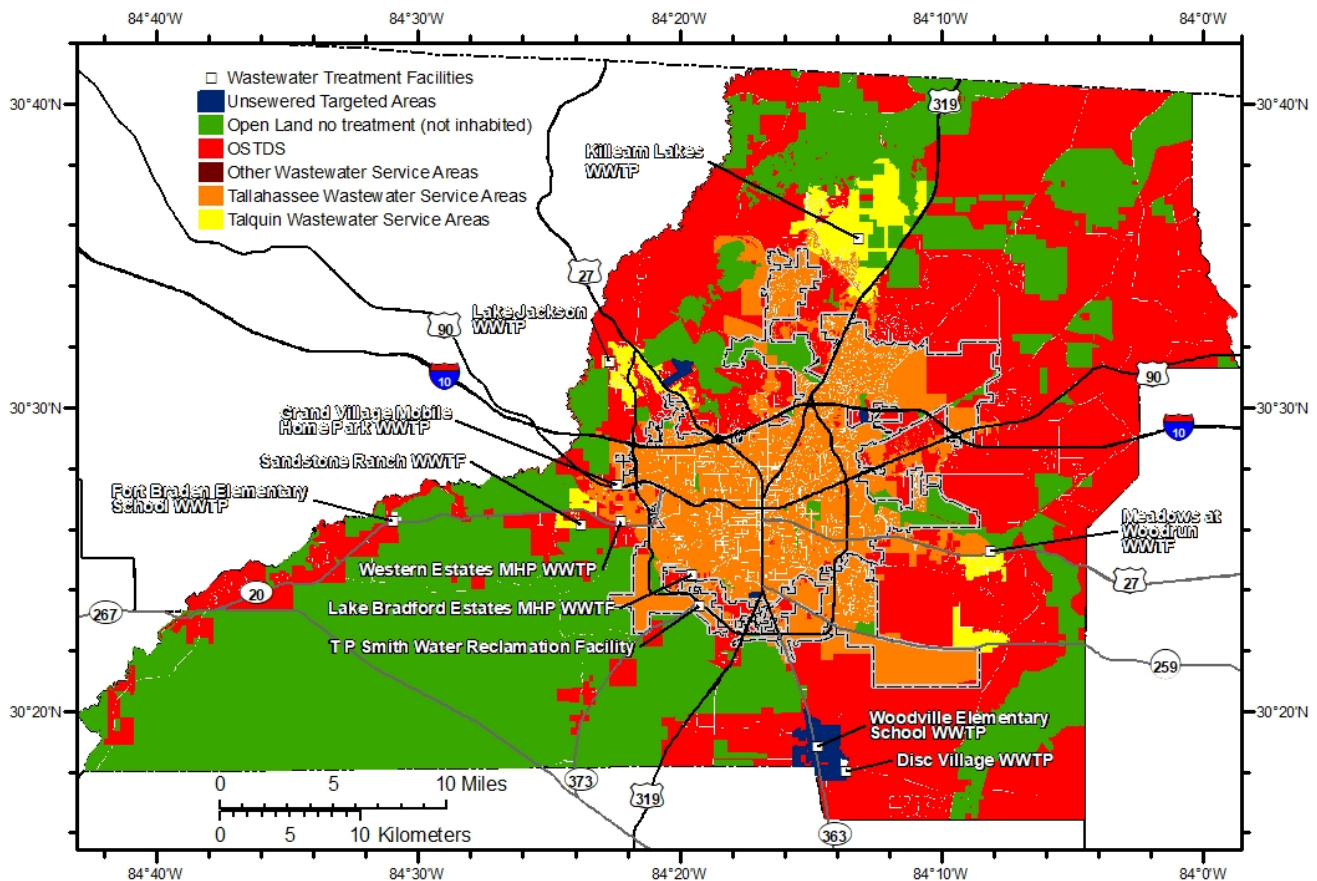 84°40'W 84°30'W 84°20'W 84°10'W 84°0'W
Wastewater Treatment Facilities
Unsewered Targeted Areas
Open Land no treatment (not inhabited)
OSTDS
Other Wastewater Service Areas
Tallahassee Wastewater Service Areas
Talquin Wastewater Service Areas
30°40'N
30°40'N
319
Killearn Lakes
WWTP
27
Lake Jackson
WWTP
90
10
90
30°30'N
30°30'N
10
Grand Village Mobile
Home Park WWTP
Sandstone Ranch WWTF
Fort Braden Elementary
School WWTP
Meadows at
Woodrun
WWTF
Western Estates MHP WWTP
27
20
267
Lake Bradford Estates MHP WWTF
T P Smith Water Reclamation Facility
259
30°20'N
30°20'N
Woodville Elementary
School WWTP
Disc Village WWTP
373
319
363
0 5 10 Miles
0 5 10 Kilometers
84°40'W 84°30'W 84°20'W 84°10'W 84°0'W